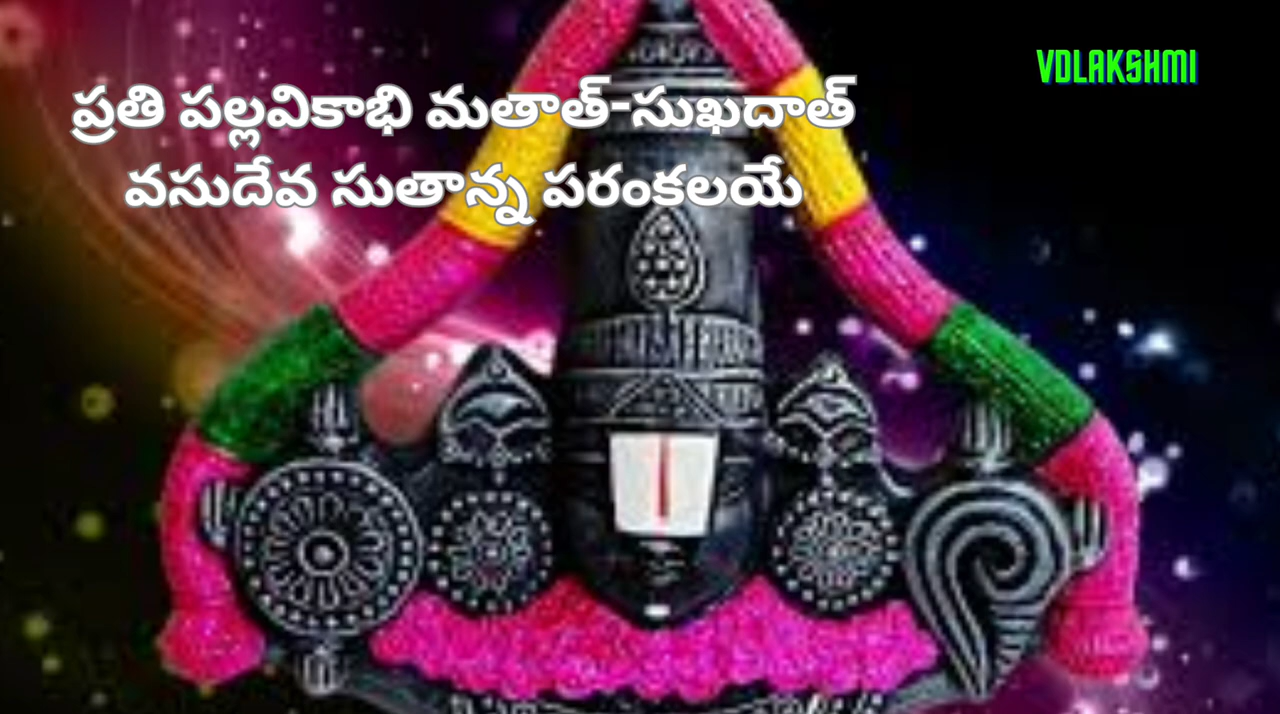 ప్రతి పల్లవికాభి మతాత్-సుఖదాత్
వసుదేవ సుతాన్న పరంకలయే
VDLAKSHMI